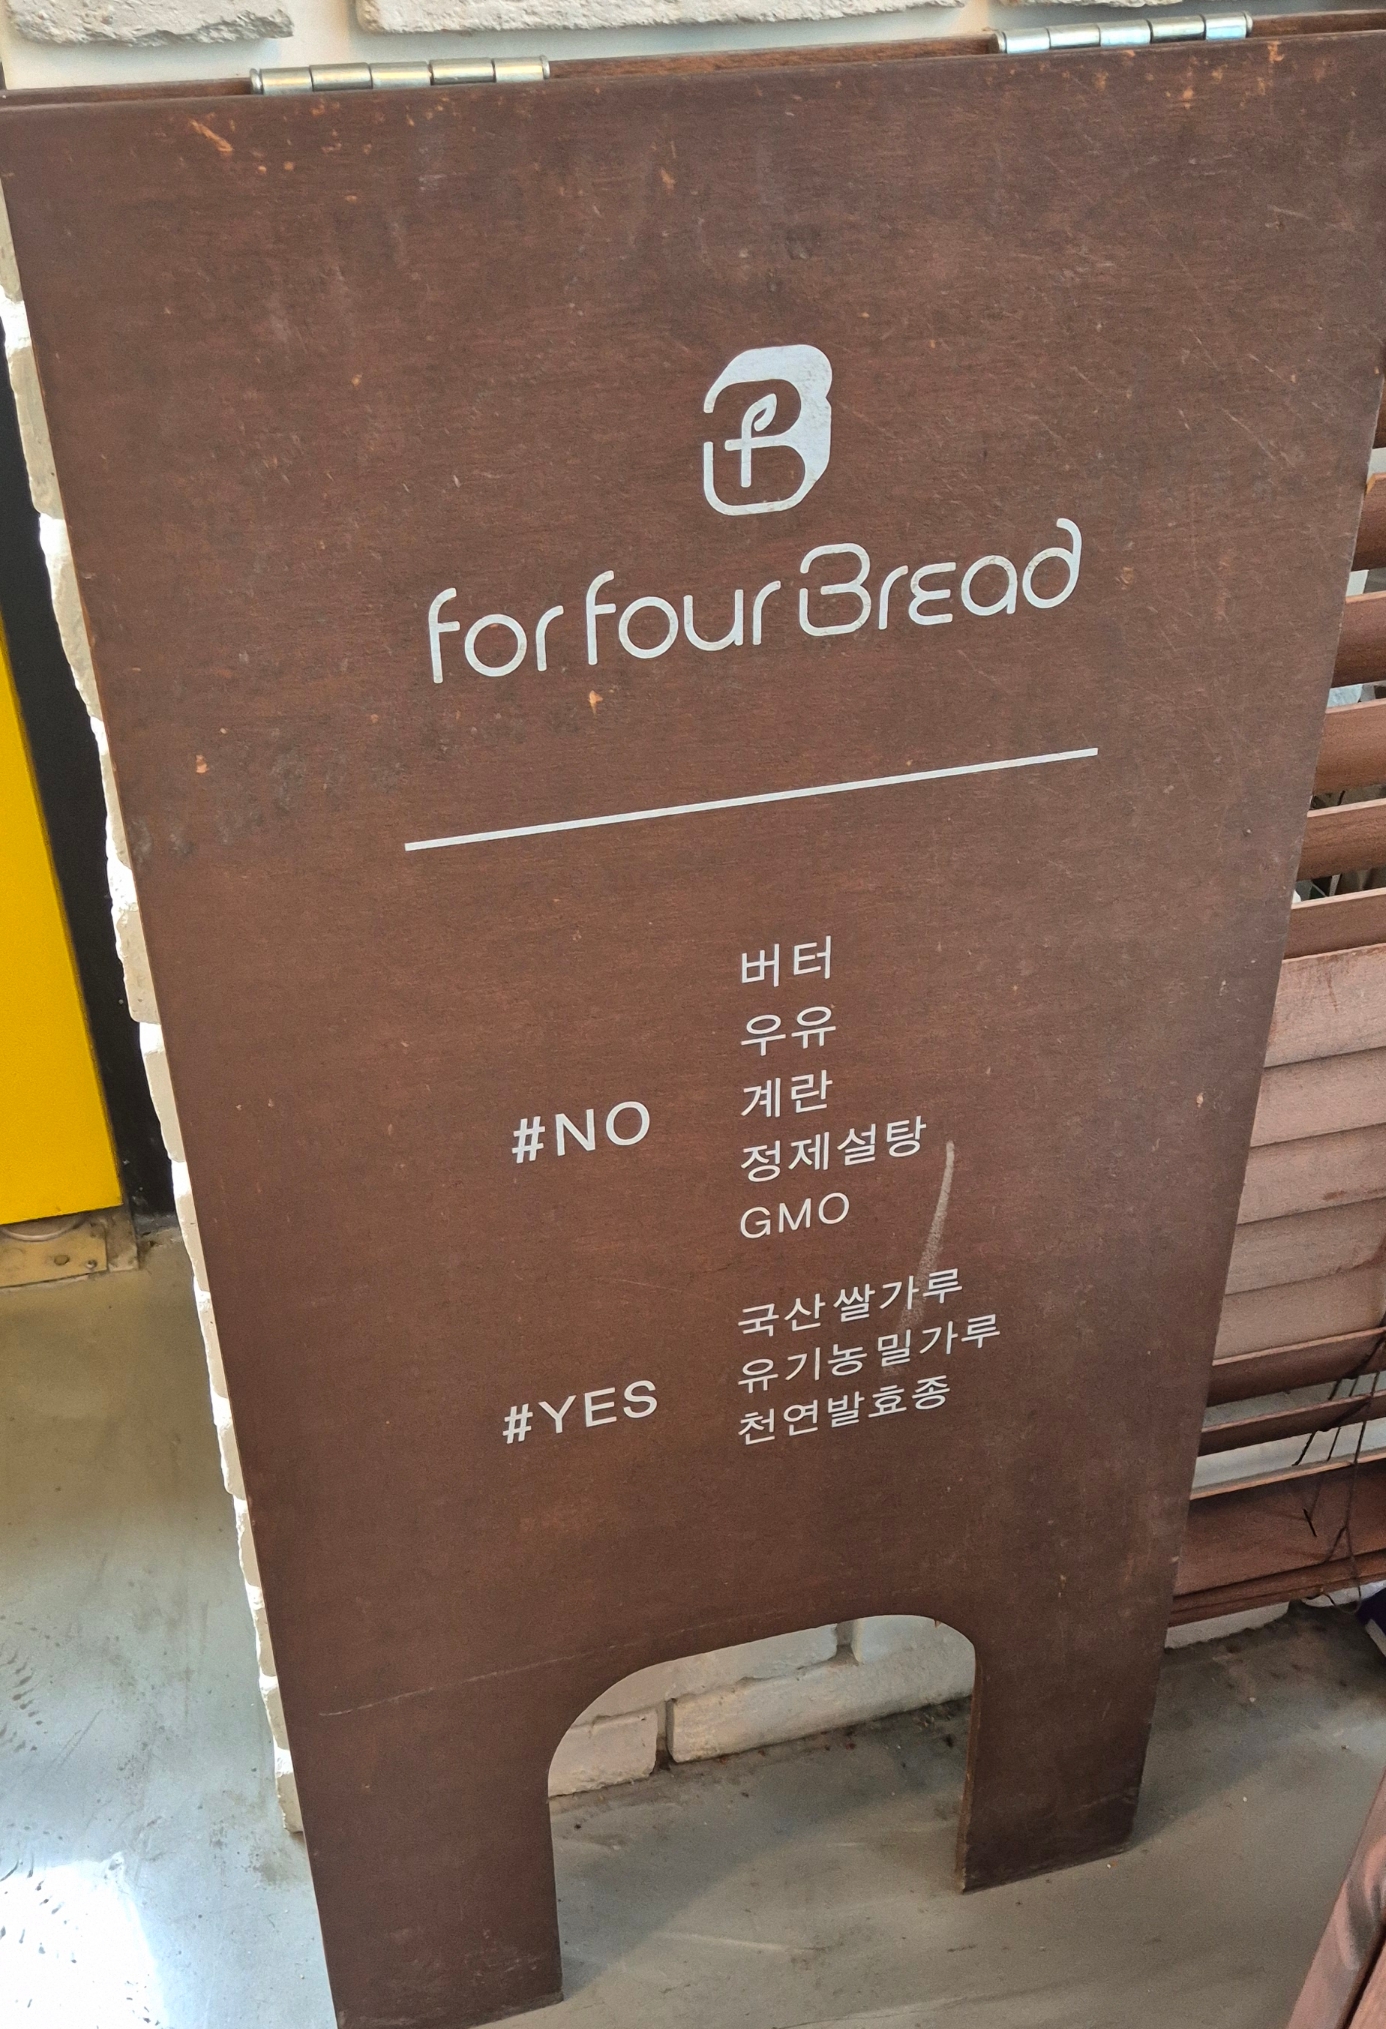 for four Bread
버터
우유
계란
#NO
정제설탕
GMO
국산 쌀가루
유기농 밀가루
#YES
천연발효종